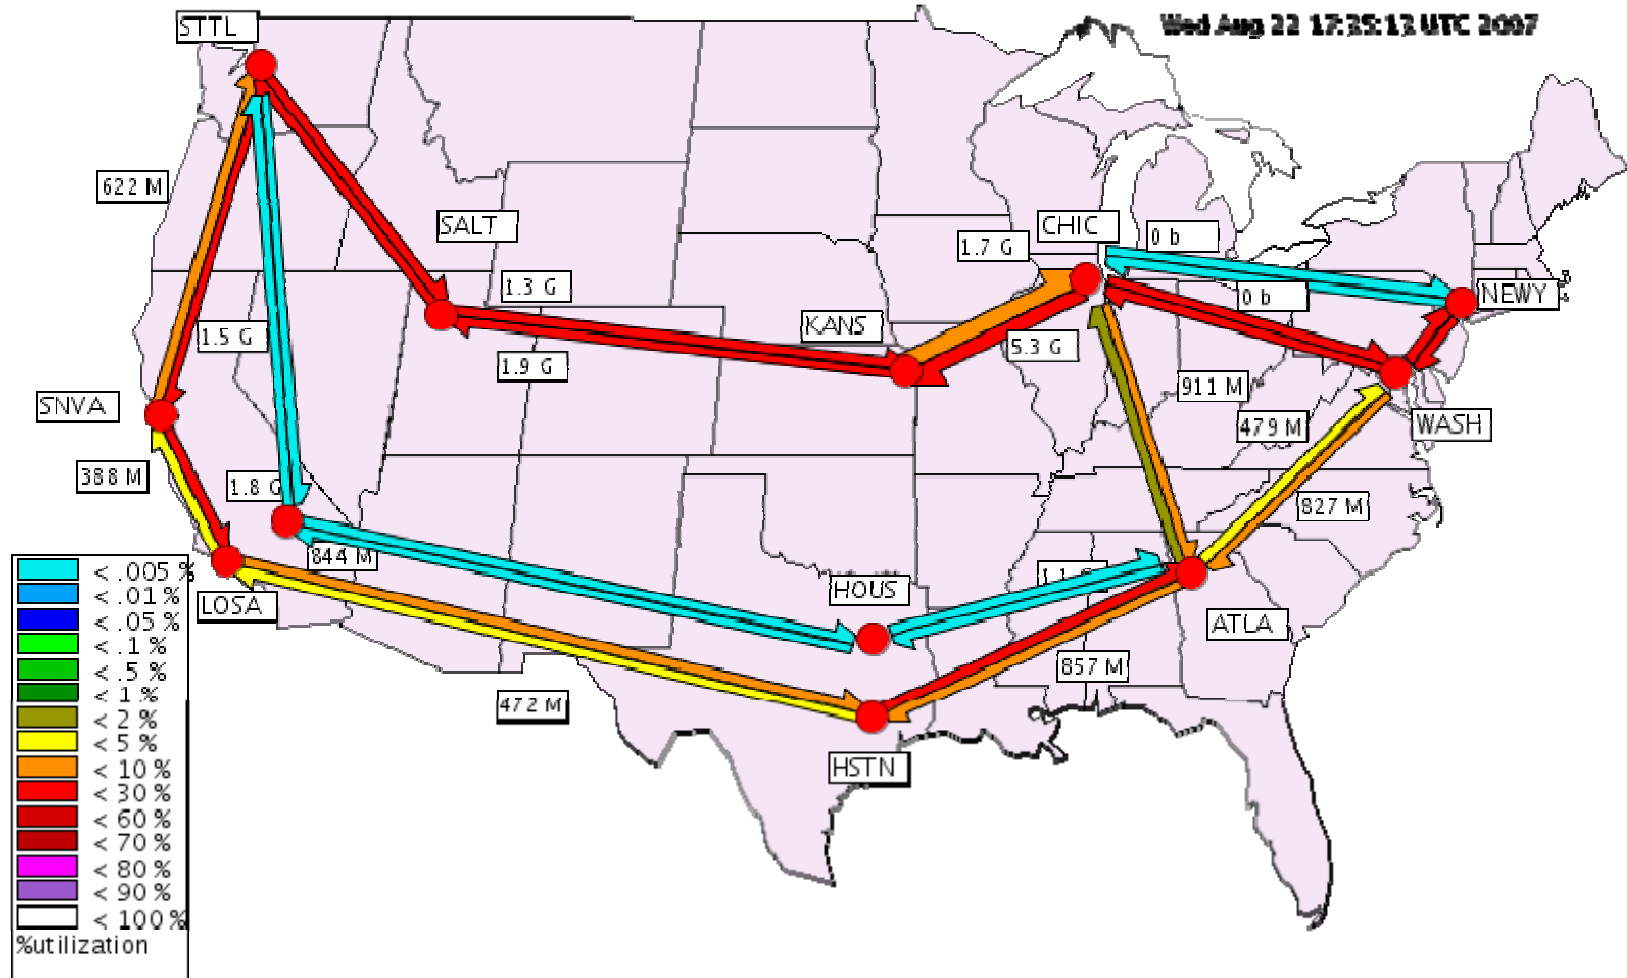 STTL
Wed Aug 22 17:35:13 UTC 2007
622 M
SALT
CHIC
0 b
1.7 G
1.3 G
0 b
NEWY
1.5 G
KANS
5.3 G
1.9 G
911 M
SNVA
479 M
WASH
388 M
1.8 G
827 M
844 M
< .005 %
HOUS
< .01 %
LOSA
< .05 %
ATLA
< .1 %
857 M
< .5 %
< 1 %
472 M
< 2 %
< 5 %
HSTN
< 10 %
< 30 %
< 60 %
< 70 %
< 80 %
< 90 %
< 100 %
%utilization